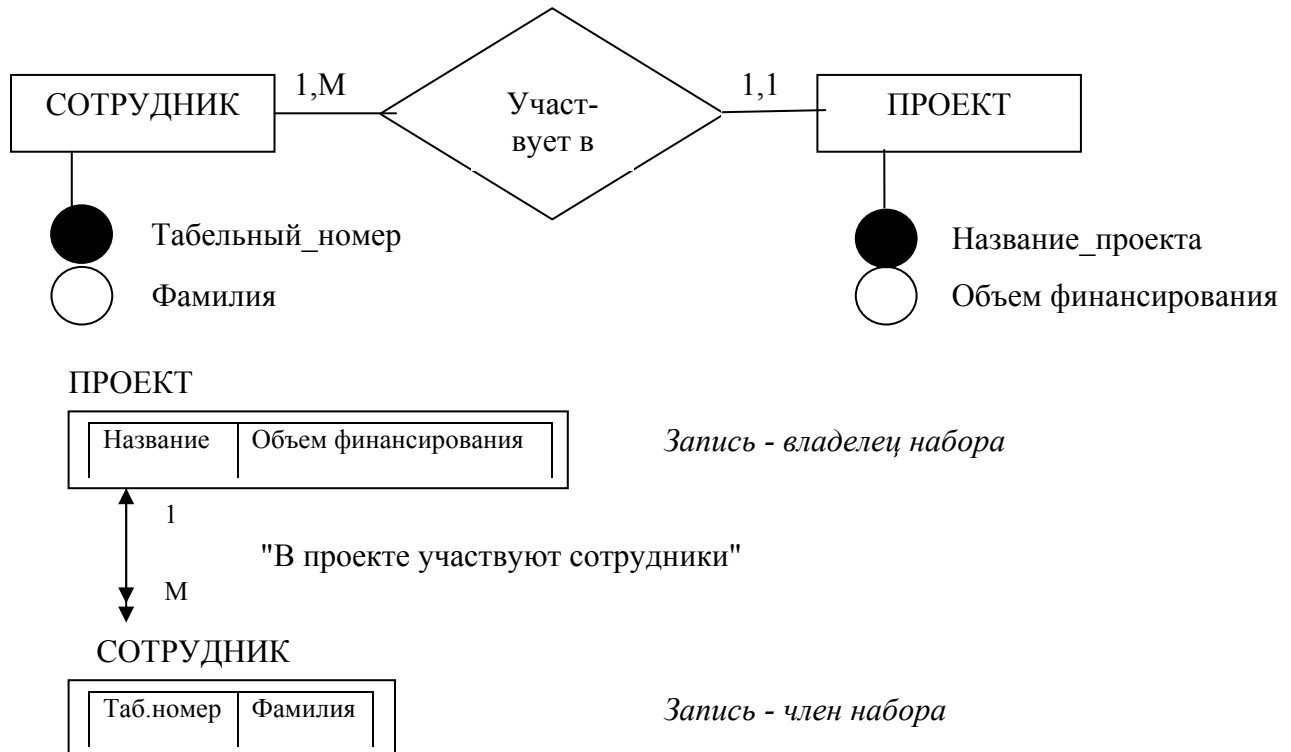 СОТРУДНИК
1,М
Участ-
вует в
1,1
ПРОЕКТ
Табельный_номер
Фамилия
Название_проекта
Объем финансирования
ПРОЕКТ
Название
Объем финансирования
Запись - владелец набора
1
"В проекте участвуют сотрудники"
М
СОТРУДНИК
Таб.номер
Фамилия
Запись - член набора